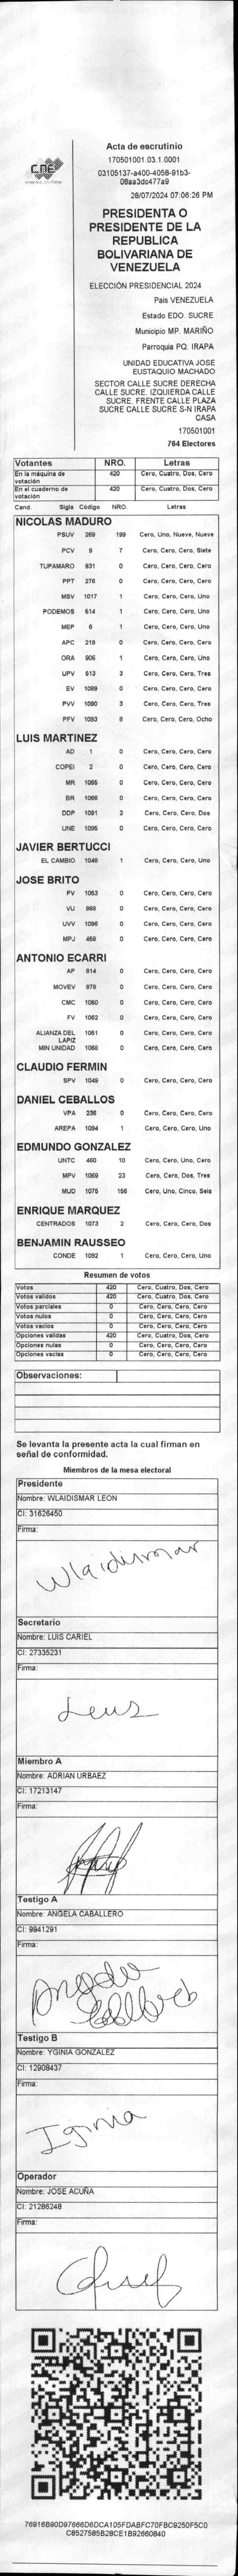 CNE
Acta de escrutinio
170501001.03.1.0001
03105137-a400-4058-91b3-
08aa3dc477a9
28/07/2024 07:06:26 PM
PRESIDENTA O
PRESIDENTE DE LA
REPUBLICA
BOLIVARIANA DE
VENEZUELA
ELECCIÓN PRESIDENCIAL 2024
Pais VENEZUELA
Estado EDO. SUCRE
Municipio MP. MARIÑO
Parroquia PQ. IRAPA
UNIDAD EDUCATIVA JOSE
EUSTAQUIO MACHADO
SECTOR CALLE SUCRE DERECHA
CALLE SUCRE. IZQUIERDA CALLE
SUCRE. FRENTE CALLE PLAZA
SUCRE CALLE SUCRE S-N IRAPA
CASA
170501001
764 Electores
Votantes NRO. Letras
En la máquina de votación 420 Cero, Cuatro, Dos, Cero
En el cuaderno de votación 420 Cero, Cuatro, Dos, Cero
Cand. Sigla Código NRO. Letras
NICOLAS MADURO
PSUV 269 199 Cero, Uno, Nueve, Nueve
PCV 9 7 Cero, Cero, Cero, Siete
TUPAMARO 931 0 Cero, Cero, Cero, Cero
PPT 276 0 Cero, Cero, Cero, Cero
MSV 1017 1 Cero, Cero, Cero, Uno
PODEMOS 514 1 Cero, Cero, Cero, Uno
MEP 6 1 Cero, Cero, Cero, Uno
APC 219 0 Cero, Cero, Cero, Cero
ORA 906 1 Cero, Cero, Cero, Uno
UPV 513 3 Cero, Cero, Cero, Tres
EV 1089 0 Cero, Cero, Cero, Cero
PVV 1090 3 Cero, Cero, Cero, Tres
PFV 1093 8 Cero, Cero, Cero, Ocho
LUIS MARTINEZ
AD 1 0 Cero, Cero, Cero, Cero
COPEI 2 0 Cero, Cero, Cero, Cero
MR 1065 0 Cero, Cero, Cero, Cero
BR 1066 0 Cero, Cero, Cero, Cero
DDP 1091 2 Cero, Cero, Cero, Dos
UNE 1095 0 Cero, Cero, Cero, Cero
JAVIER BERTUCCI
EL CAMBIO 1048 1 Cero, Cero, Cero, Uno
JOSE BRITO
PV 1053 0 Cero, Cero, Cero, Cero
VU 968 0 Cero, Cero, Cero, Cero
UVV 1096 0 Cero, Cero, Cero, Cero
MPJ 458 0 Cero, Cero, Cero, Cero
ANTONIO ECARRI
AP 814 0 Cero, Cero, Cero, Cero
MOVEV 878 0 Cero, Cero, Cero, Cero
CMC 1050 0 Cero, Cero, Cero, Cero
FV 1062 0 Cero, Cero, Cero, Cero
ALIANZA DEL LAPIZ 1051 0 Cero, Cero, Cero, Cero
MIN UNIDAD 1068 0 Cero, Cero, Cero, Cero
CLAUDIO FERMIN
SPV 1049 0 Cero, Cero, Cero, Cero
DANIEL CEBALLOS
VPA 236 0 Cero, Cero, Cero, Cero
AREPA 1094 1 Cero, Cero, Cero, Uno
EDMUNDO GONZALEZ
UNTC 460 10 Cero, Cero, Uno, Cero
MPV 1069 23 Cero, Cero, Dos, Tres
MUD 1075 156 Cero, Uno, Cinco, Seis
ENRIQUE MARQUEZ
CENTRADOS 1073 2 Cero, Cero, Cero, Dos
BENJAMIN RAUSSEO
CONDE 1092 1 Cero, Cero, Cero, Uno
Resumen de votos
Votos 420 Cero, Cuatro, Dos, Cero
Votos validos 420 Cero, Cuatro, Dos, Cero
Votos parciales 0 Cero, Cero, Cero, Cero
Votos nulos 0 Cero, Cero, Cero, Cero
Votos vacios 0 Cero, Cero, Cero, Cero
Opciones validas 420 Cero, Cuatro, Dos, Cero
Opciones nulas 0 Cero, Cero, Cero, Cero
Opciones vacias 0 Cero, Cero, Cero, Cero
Observaciones:
Se levanta la presente acta la cual firman en
señal de conformidad.
Miembros de la mesa electoral
Presidente
Nombre: WLAIDISMAR LEON
CI: 31626450
Firma:
Wlaidismar
Secretario
Nombre: LUIS CARIEL
CI: 27335231
Firma:
Luis
Miembro A
Nombre: ADRIAN URBAEZ
CI: 17213147
Firma:
Testigo A
Nombre: ANGELA CABALLERO
CI: 9941291
Firma:
Testigo B
Nombre: YGINIA GONZALEZ
CI: 12908437
Firma:
Iginia
Operador
Nombre: JOSE ACUÑA
CI: 21286248
Firma:
76916B90D97666D6DCA105FDABFC70FBC9250F5C0
C8527585B28CE1B92660840